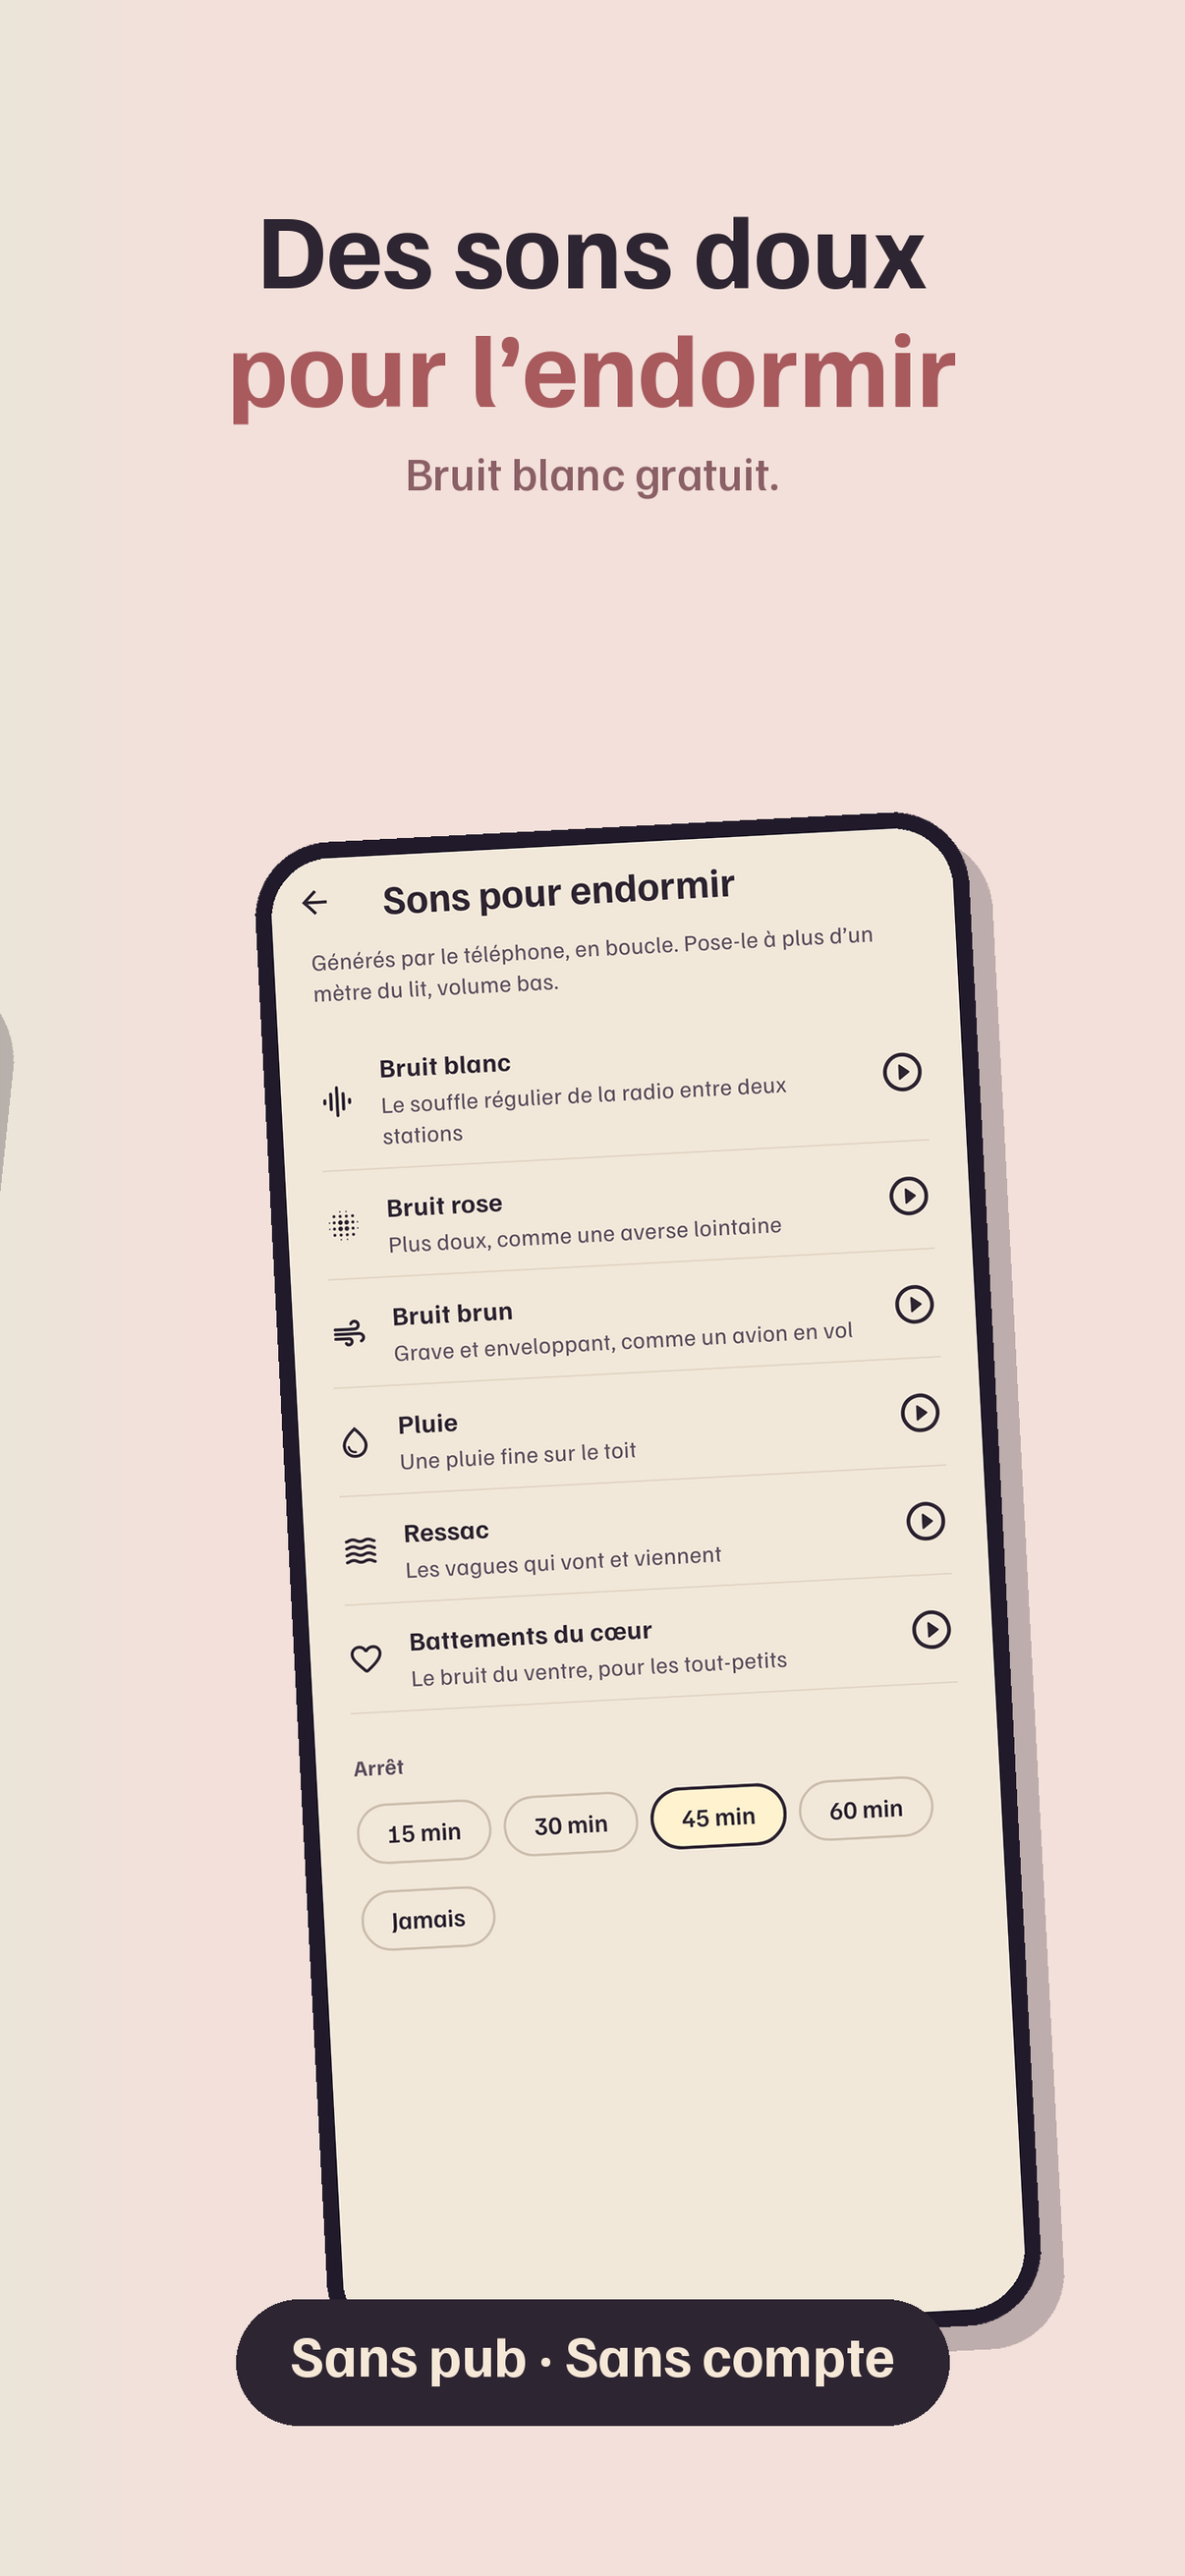 Des sons doux
pour l’endormir
Bruit blanc gratuit.
Sons pour endormir
Générés par le téléphone, en boucle. Pose-le à plus d’un
mètre du lit, volume bas.
Bruit blanc
Le souffle régulier de la radio entre deux
stations
Bruit rose
Plus doux, comme une averse lointaine
Bruit brun
Grave et enveloppant, comme un avion en vol
Pluie
Une pluie fine sur le toit
Ressac
Les vagues qui vont et viennent
Battements du cœur
Le bruit du ventre, pour les tout-petits
Arrêt
15 min 30 min 45 min 60 min
Jamais
Sans pub · Sans compte